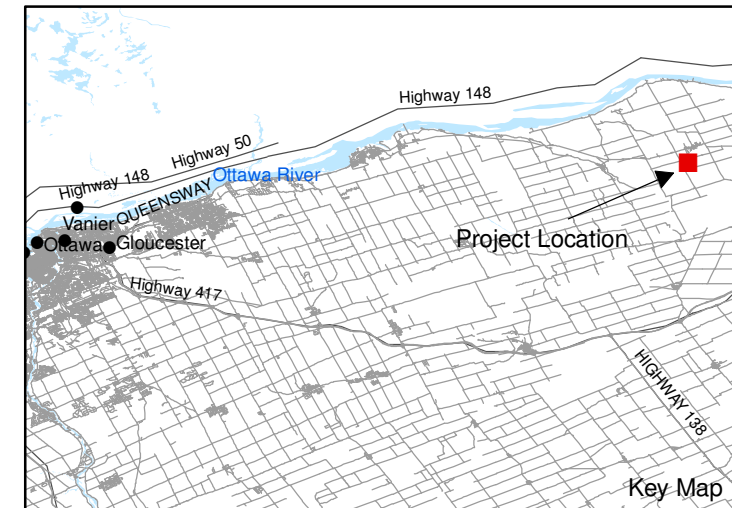 Highway 148
Highway 50
Highway 148
Ottawa River
QUEENSWAY
Vanier
Ottawa
Gloucester
Project Location
Highway 417
HIGHWAY 138
Key Map